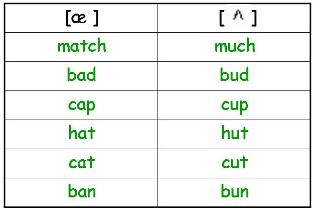 [æ ] [ ʌ ]
match much
bad bud
cap cup
hat hut
cat cut
ban bun